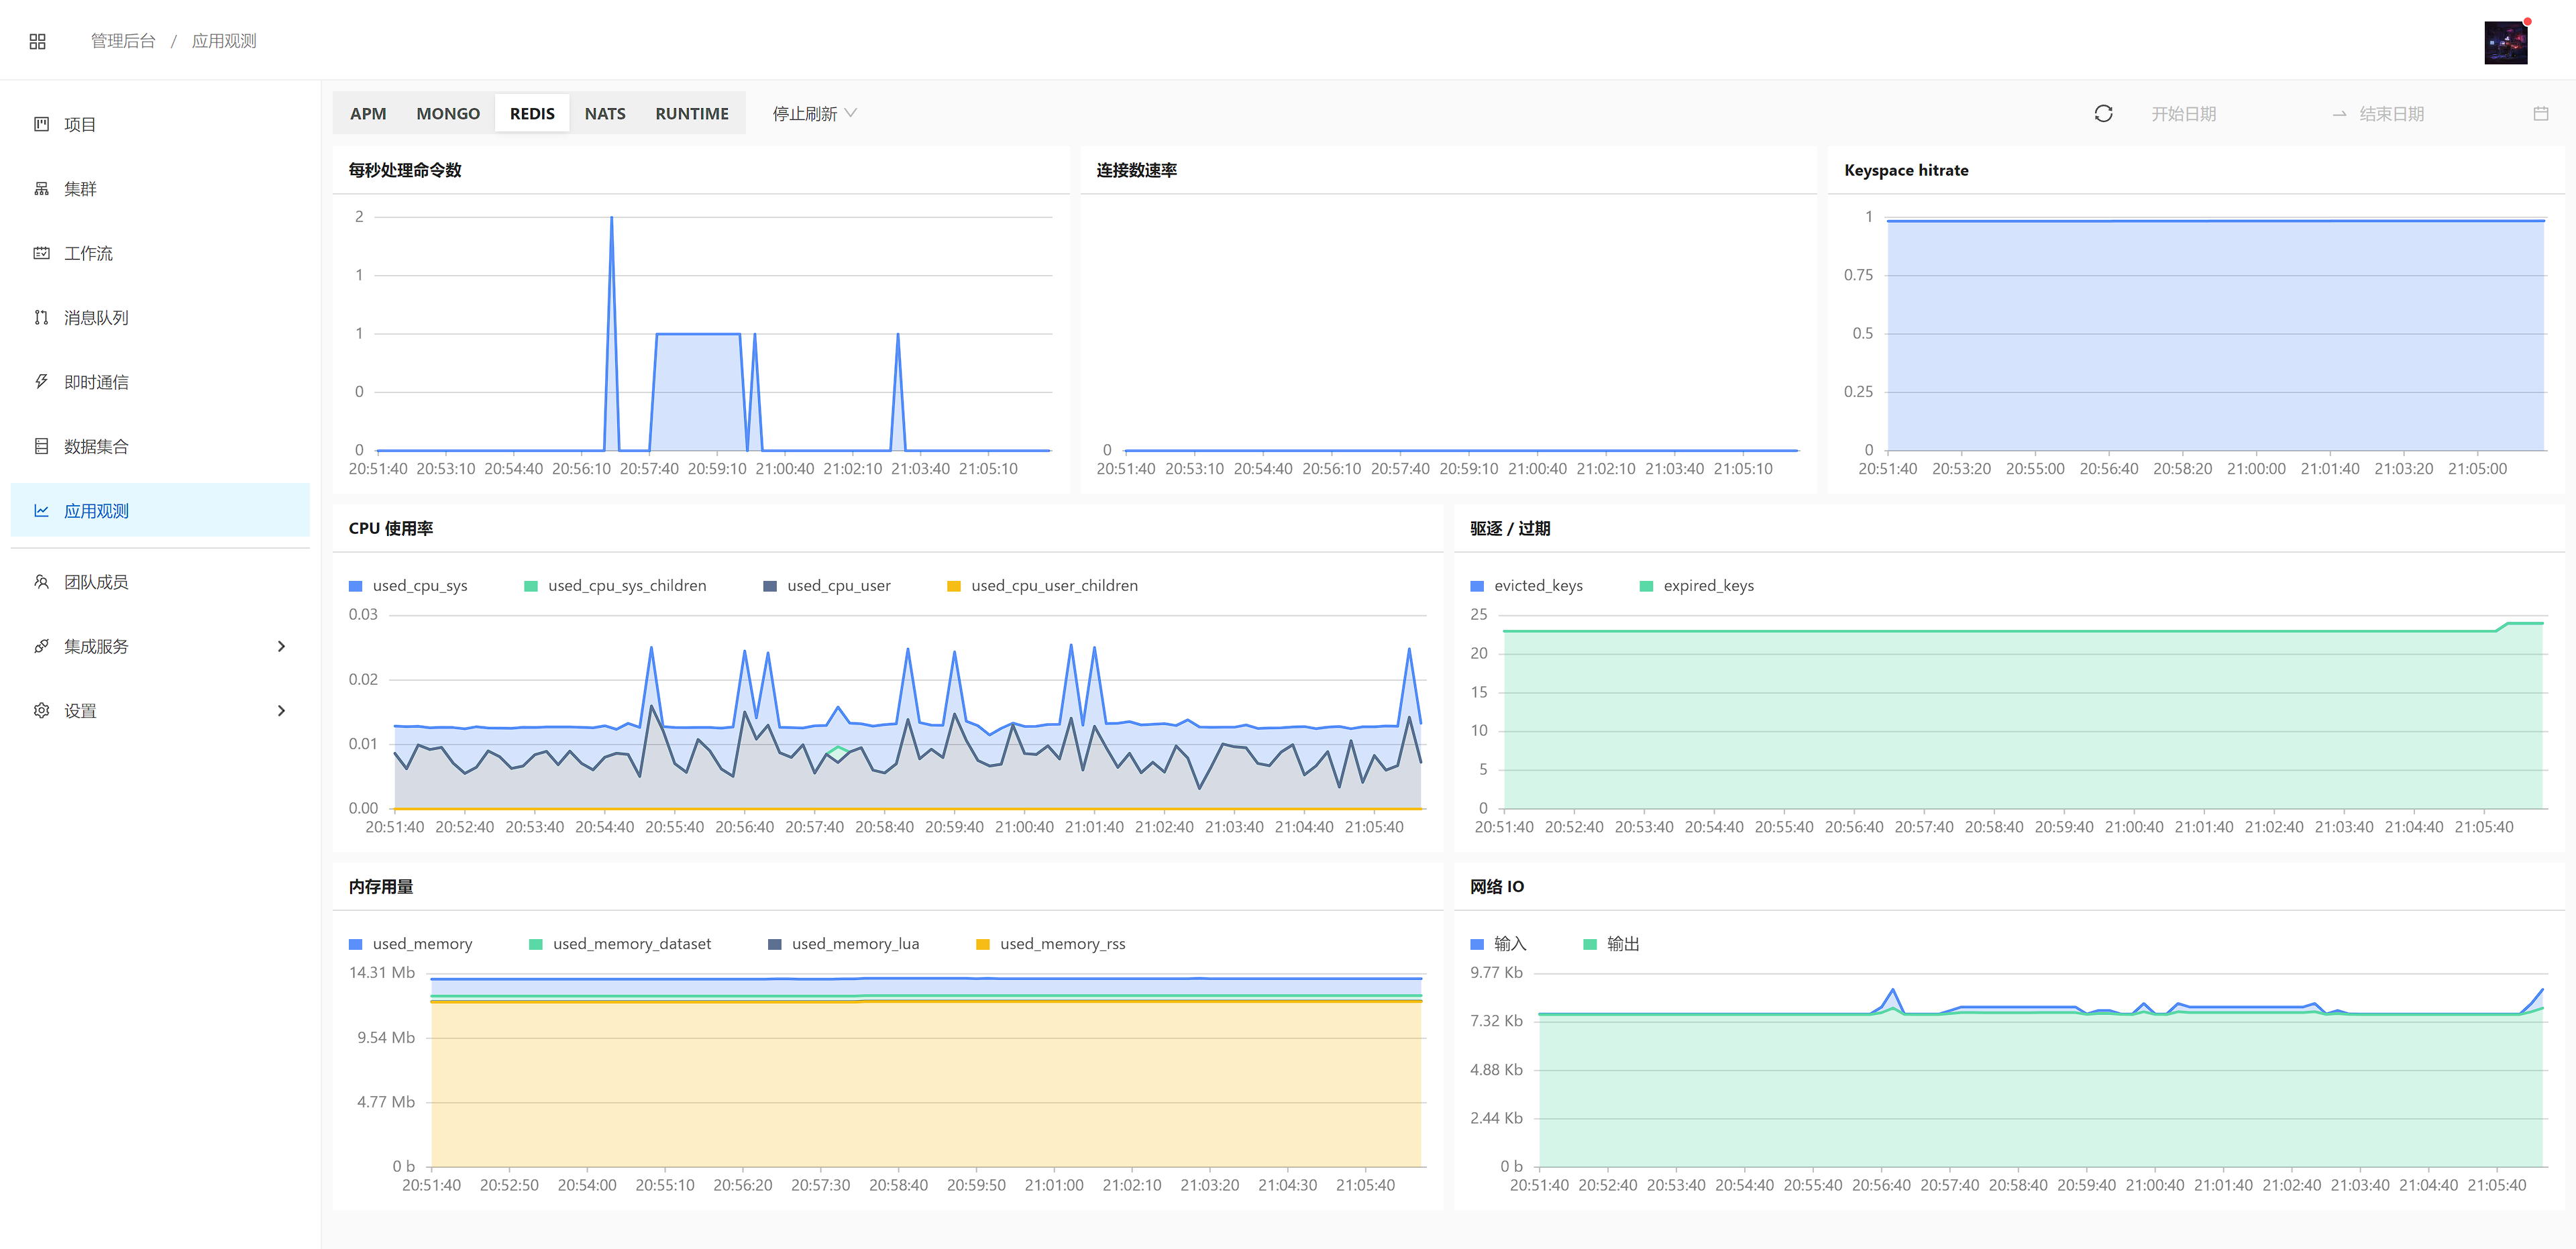 管理后台 / 应用观测
项目
集群
工作流
消息队列
即时通信
数据集合
应用观测
团队成员
集成服务
设置
APM MONGO REDIS NATS RUNTIME 停止刷新 开始日期 结束日期
每秒处理命令数
2
1
1
0
0
20:51:40 20:53:10 20:54:40 20:56:10 20:57:40 20:59:10 21:00:40 21:02:10 21:03:40 21:05:10
连接数速率
0
20:51:40 20:53:10 20:54:40 20:56:10 20:57:40 20:59:10 21:00:40 21:02:10 21:03:40 21:05:10
Keyspace hitrate
1
0.75
0.5
0.25
0
20:51:40 20:53:20 20:55:00 20:56:40 20:58:20 21:00:00 21:01:40 21:03:20 21:05:00
CPU 使用率
used_cpu_sys used_cpu_sys_children used_cpu_user used_cpu_user_children
0.03
0.02
0.01
0.00
20:51:40 20:52:40 20:53:40 20:54:40 20:55:40 20:56:40 20:57:40 20:58:40 20:59:40 21:00:40 21:01:40 21:02:40 21:03:40 21:04:40 21:05:40
驱逐 / 过期
evicted_keys expired_keys
25
20
15
10
5
0
20:51:40 20:52:40 20:53:40 20:54:40 20:55:40 20:56:40 20:57:40 20:58:40 20:59:40 21:00:40 21:01:40 21:02:40 21:03:40 21:04:40 21:05:40
内存用量
used_memory used_memory_dataset used_memory_lua used_memory_rss
14.31 Mb
9.54 Mb
4.77 Mb
0 b
20:51:40 20:52:50 20:54:00 20:55:10 20:56:20 20:57:30 20:58:40 20:59:50 21:01:00 21:02:10 21:03:20 21:04:30 21:05:40
网络 IO
输入 输出
9.77 Kb
7.32 Kb
4.88 Kb
2.44 Kb
0 b
20:51:40 20:52:40 20:53:40 20:54:40 20:55:40 20:56:40 20:57:40 20:58:40 20:59:40 21:00:40 21:01:40 21:02:40 21:03:40 21:04:40 21:05:40